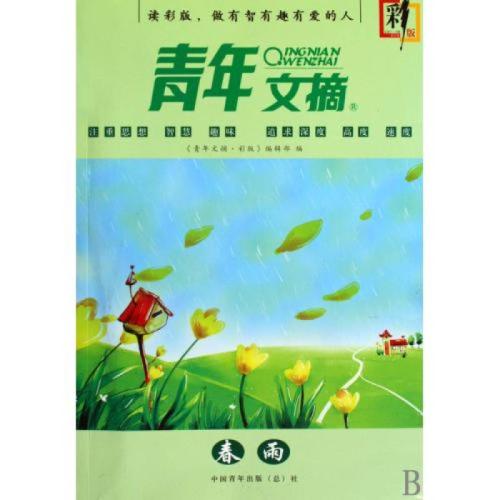 读彩版，做有智有趣有爱的人
彩
版
QINGNIAN
WENZHAI
青年
文摘®
注重思想 智慧 趣味 追求深度 高度 速度
《青年文摘·彩版》编辑部 编
春雨
中国青年出版（总）社
B